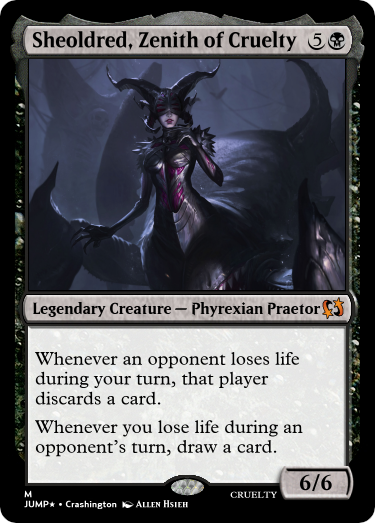 Sheoldred, Zenith of Cruelty 5
Legendary Creature — Phyrexian Praetor
Whenever an opponent loses life
during your turn, that player
discards a card.
Whenever you lose life during an
opponent's turn, draw a card.
6/6
M
JUMP★ • Crashington Allen Hsieh
CRUELTY